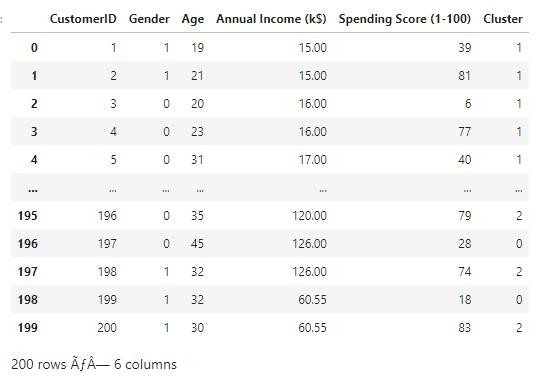 :	CustomerID	Gender	Age	Annual Income (k$)	Spending Score (1-100)	Cluster
0	1	1	19	15.00	39	1
1	2	1	21	15.00	81	1
2	3	0	20	16.00	6	1
3	4	0	23	16.00	77	1
4	5	0	31	17.00	40	1
...	...	...	...	...	...	...
195	196	0	35	120.00	79	2
196	197	0	45	126.00	28	0
197	198	1	32	126.00	74	2
198	199	1	32	60.55	18	0
199	200	1	30	60.55	83	2
200 rows ÃƒÂ— 6 columns